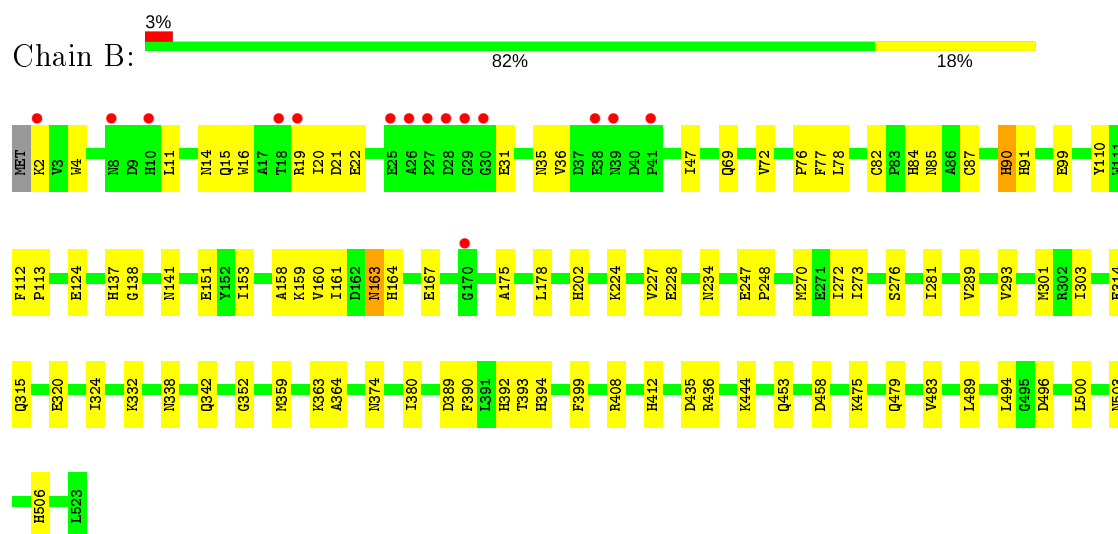 3%
Chain B:
82% 18%
MET K2 V3 W4 N8 D9 H10 L11 N14 Q15 W16 A17 T18 R19 I20 D21 E22 E25 A26 P27 D28 G29 G30 E31 N35 V36 D37 E38 N39 D40 P41 I47 Q69 V72 P76 F77 L78 C82 P83 H84 N85 A86 C87 H90 H91 E99 Y110 W111
F112 P113 E124 H137 G138 N141 E151 Y152 I153 A158 K159 V160 I161 D162 N163 H164 E167 G170 A175 L178 H202 K224 V227 E228 N234 E247 P248 M270 E271 I272 I273 S276 I281 V289 V293 M301 R302 I303
Q315 E320 I324 K332 N338 Q342 G352 M359 K363 A364 N374 I380 D389 F390 L391 H392 T393 H394 F399 R408 H412 D435 R436 K444 Q453 D458 K475 Q479 V483 L489 L494 G495 D496 L500
H506 L523